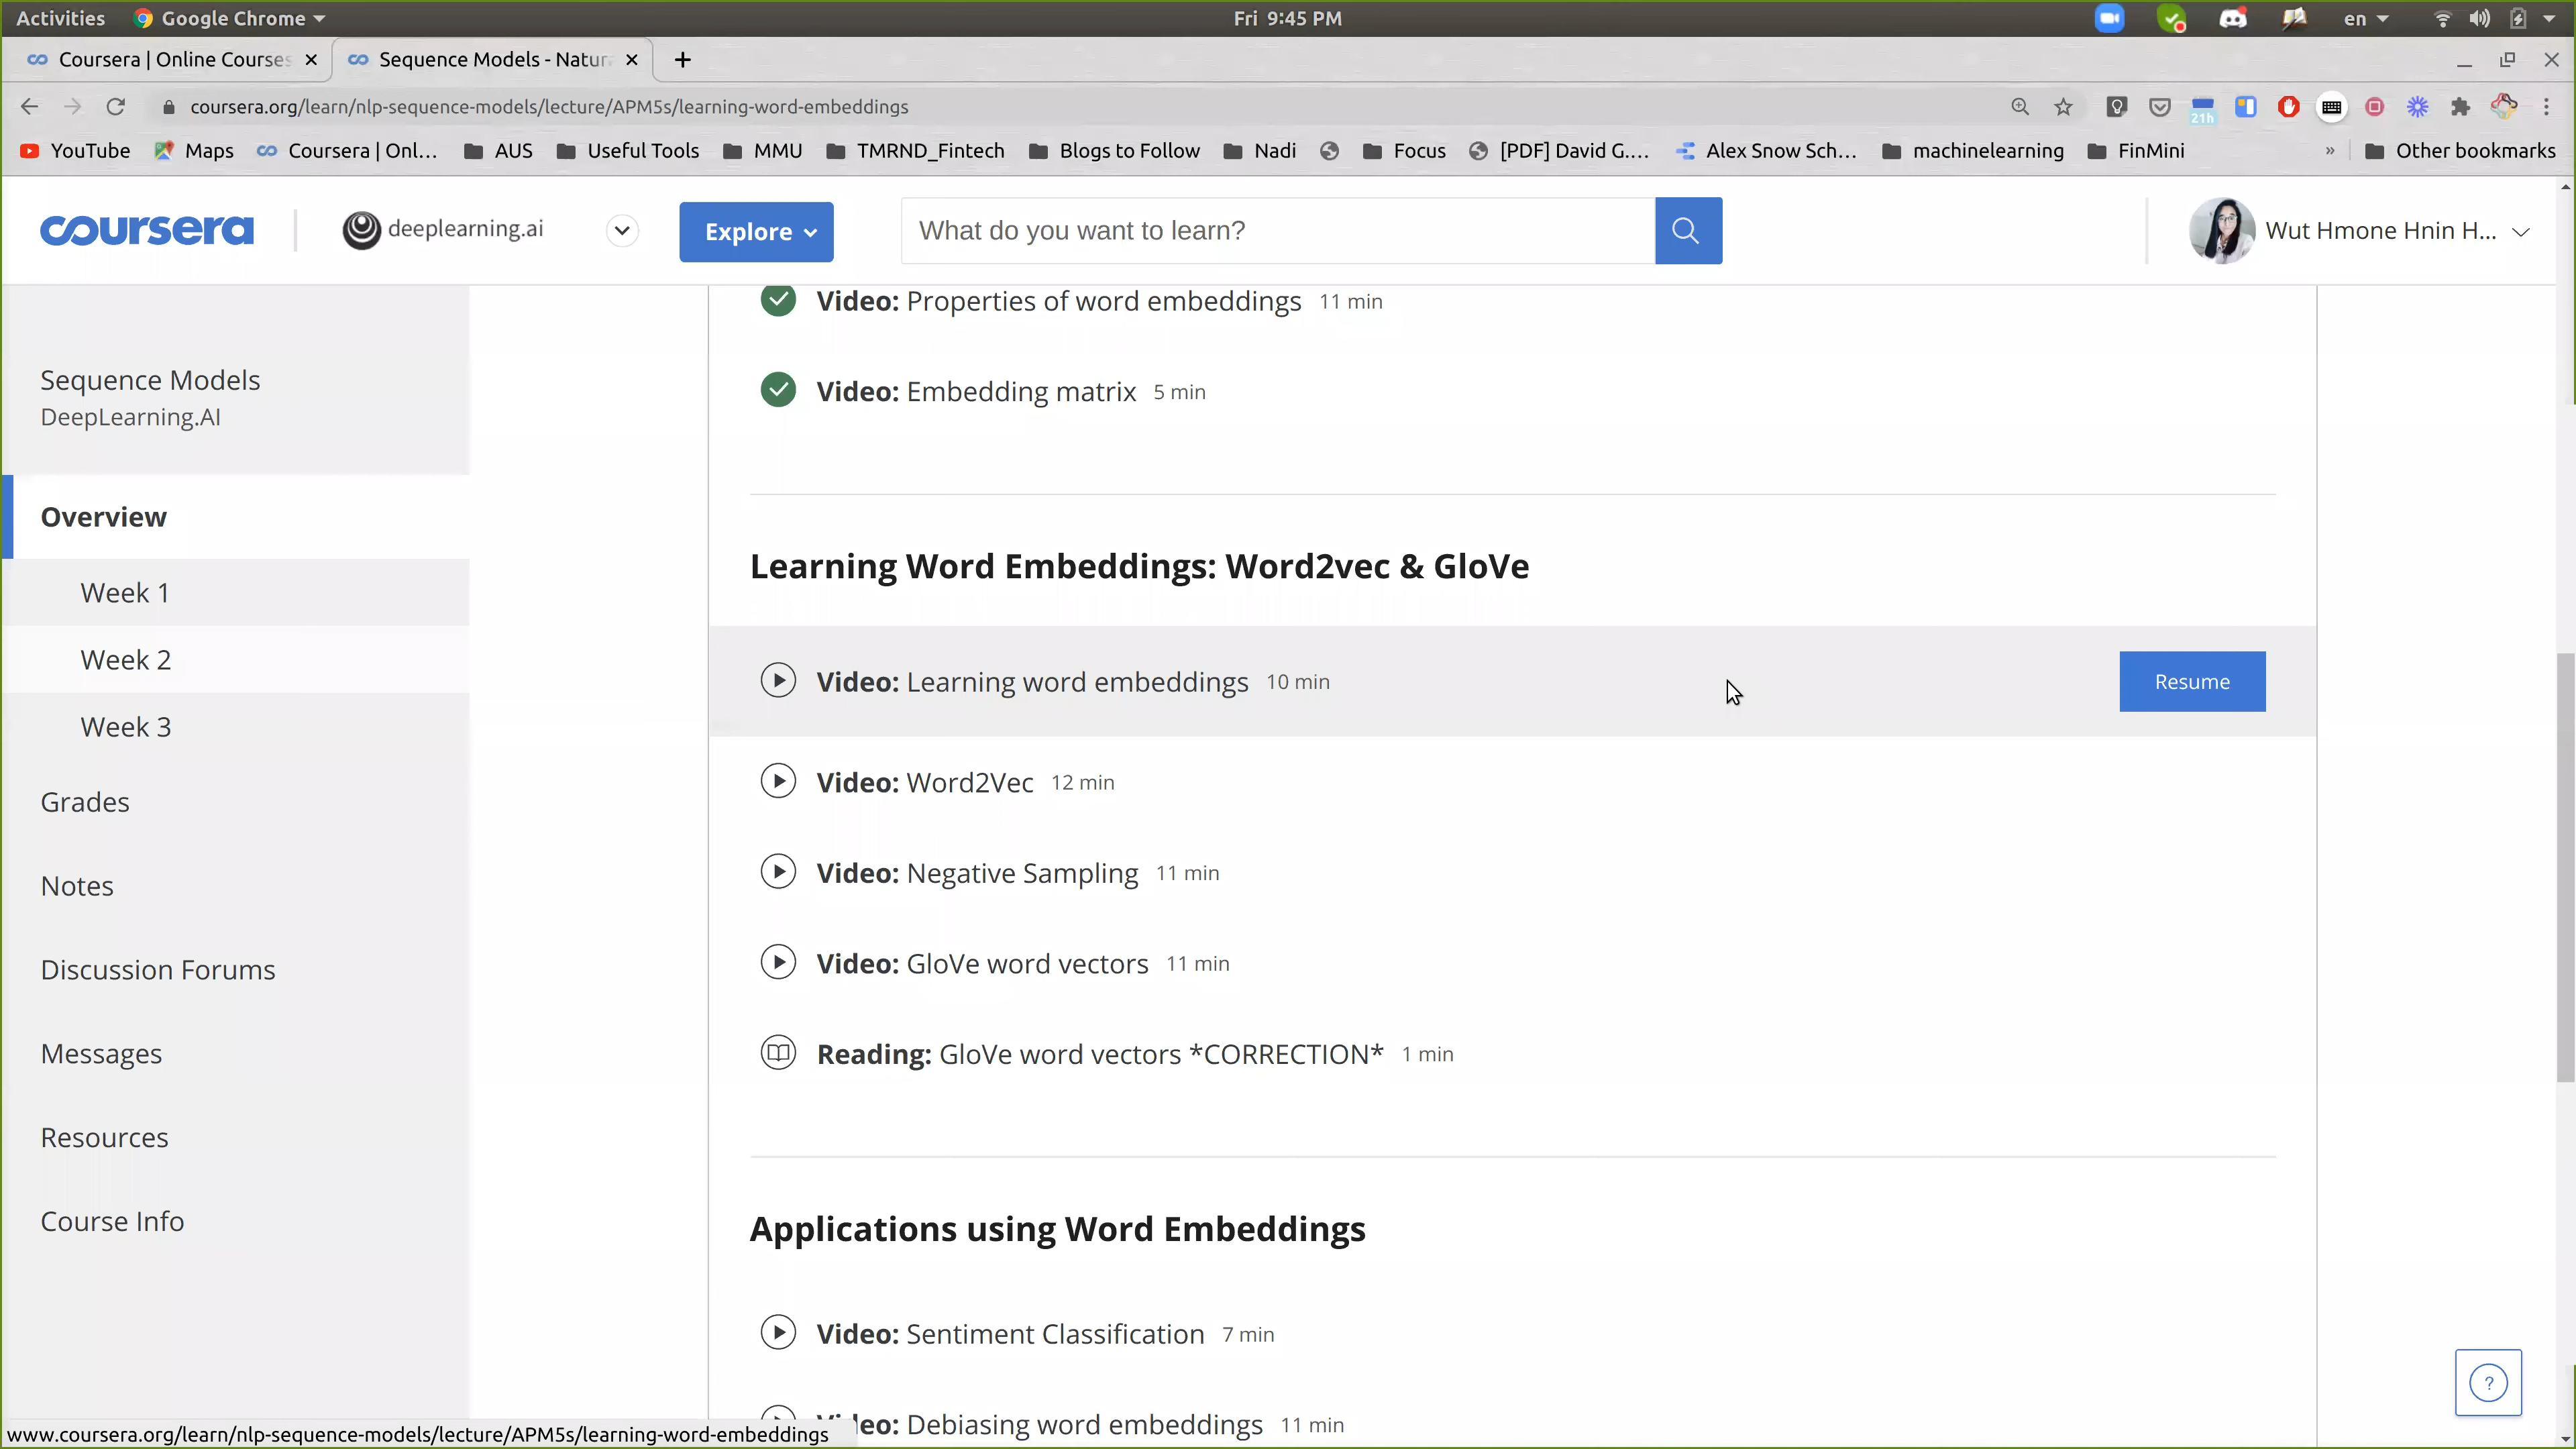 Activities Google Chrome Fri 9:45 PM en
Coursera | Online Courses Sequence Models - Natur
coursera.org/learn/nlp-sequence-models/lecture/APM5s/learning-word-embeddings 21h
YouTube Maps Coursera | Onl... AUS Useful Tools MMU TMRND_Fintech Blogs to Follow Nadi Focus [PDF] David G.... Alex Snow Sch... machinelearning FinMini » Other bookmarks
coursera deeplearning.ai Explore What do you want to learn? Wut Hmone Hnin H...
Video: Properties of word embeddings 11 min
Video: Embedding matrix 5 min
Sequence Models
DeepLearning.AI
Overview
Week 1
Week 2
Week 3
Grades
Notes
Discussion Forums
Messages
Resources
Course Info
Learning Word Embeddings: Word2vec & GloVe
Video: Learning word embeddings 10 min Resume
Video: Word2Vec 12 min
Video: Negative Sampling 11 min
Video: GloVe word vectors 11 min
Reading: GloVe word vectors *CORRECTION* 1 min
Applications using Word Embeddings
Video: Sentiment Classification 7 min
Video: Debiasing word embeddings 11 min
?
www.coursera.org/learn/nlp-sequence-models/lecture/APM5s/learning-word-embeddings